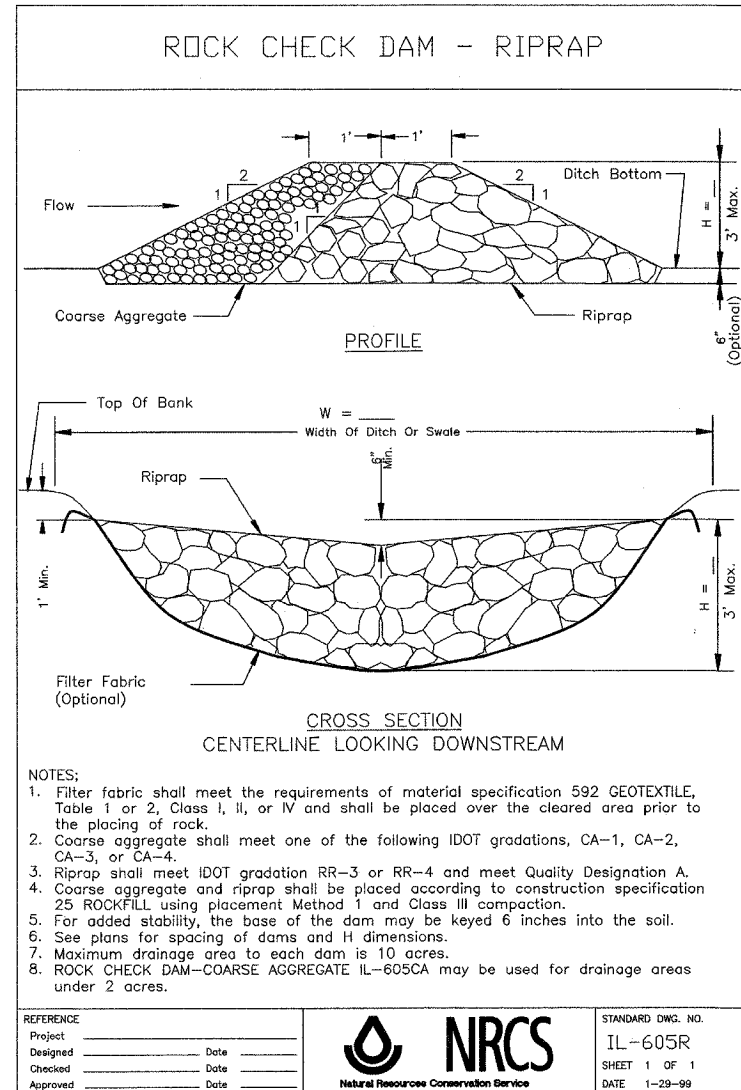 ROCK CHECK DAM - RIPRAP
1' 1'
2
1
2
1
Ditch Bottom
Flow
1
1
H = __
3' Max.
Coarse Aggregate
Riprap
6"
(Optional)
PROFILE
Top Of Bank
W = ____
Width Of Ditch Or Swale
6"
Min.
Riprap
1' Min.
H = __
3' Max.
Filter Fabric
(Optional)
CROSS SECTION
CENTERLINE LOOKING DOWNSTREAM
NOTES;
1. Filter fabric shall meet the requirements of material specification 592 GEOTEXTILE,
Table 1 or 2, Class I, II, or IV and shall be placed over the cleared area prior to
the placing of rock.
2. Coarse aggregate shall meet one of the following IDOT gradations, CA-1, CA-2,
CA-3, or CA-4.
3. Riprap shall meet IDOT gradation RR-3 or RR-4 and meet Quality Designation A.
4. Coarse aggregate and riprap shall be placed according to construction specification
25 ROCKFILL using placement Method 1 and Class III compaction.
5. For added stability, the base of the dam may be keyed 6 inches into the soil.
6. See plans for spacing of dams and H dimensions.
7. Maximum drainage area to each dam is 10 acres.
8. ROCK CHECK DAM-COARSE AGGREGATE IL-605CA may be used for drainage areas
under 2 acres.
REFERENCE
Project
Designed Date
Checked Date
Approved Date
NRCS
Natural Resources Conservation Service
STANDARD DWG. NO.
IL-605R
SHEET 1 OF 1
DATE 1-29-99